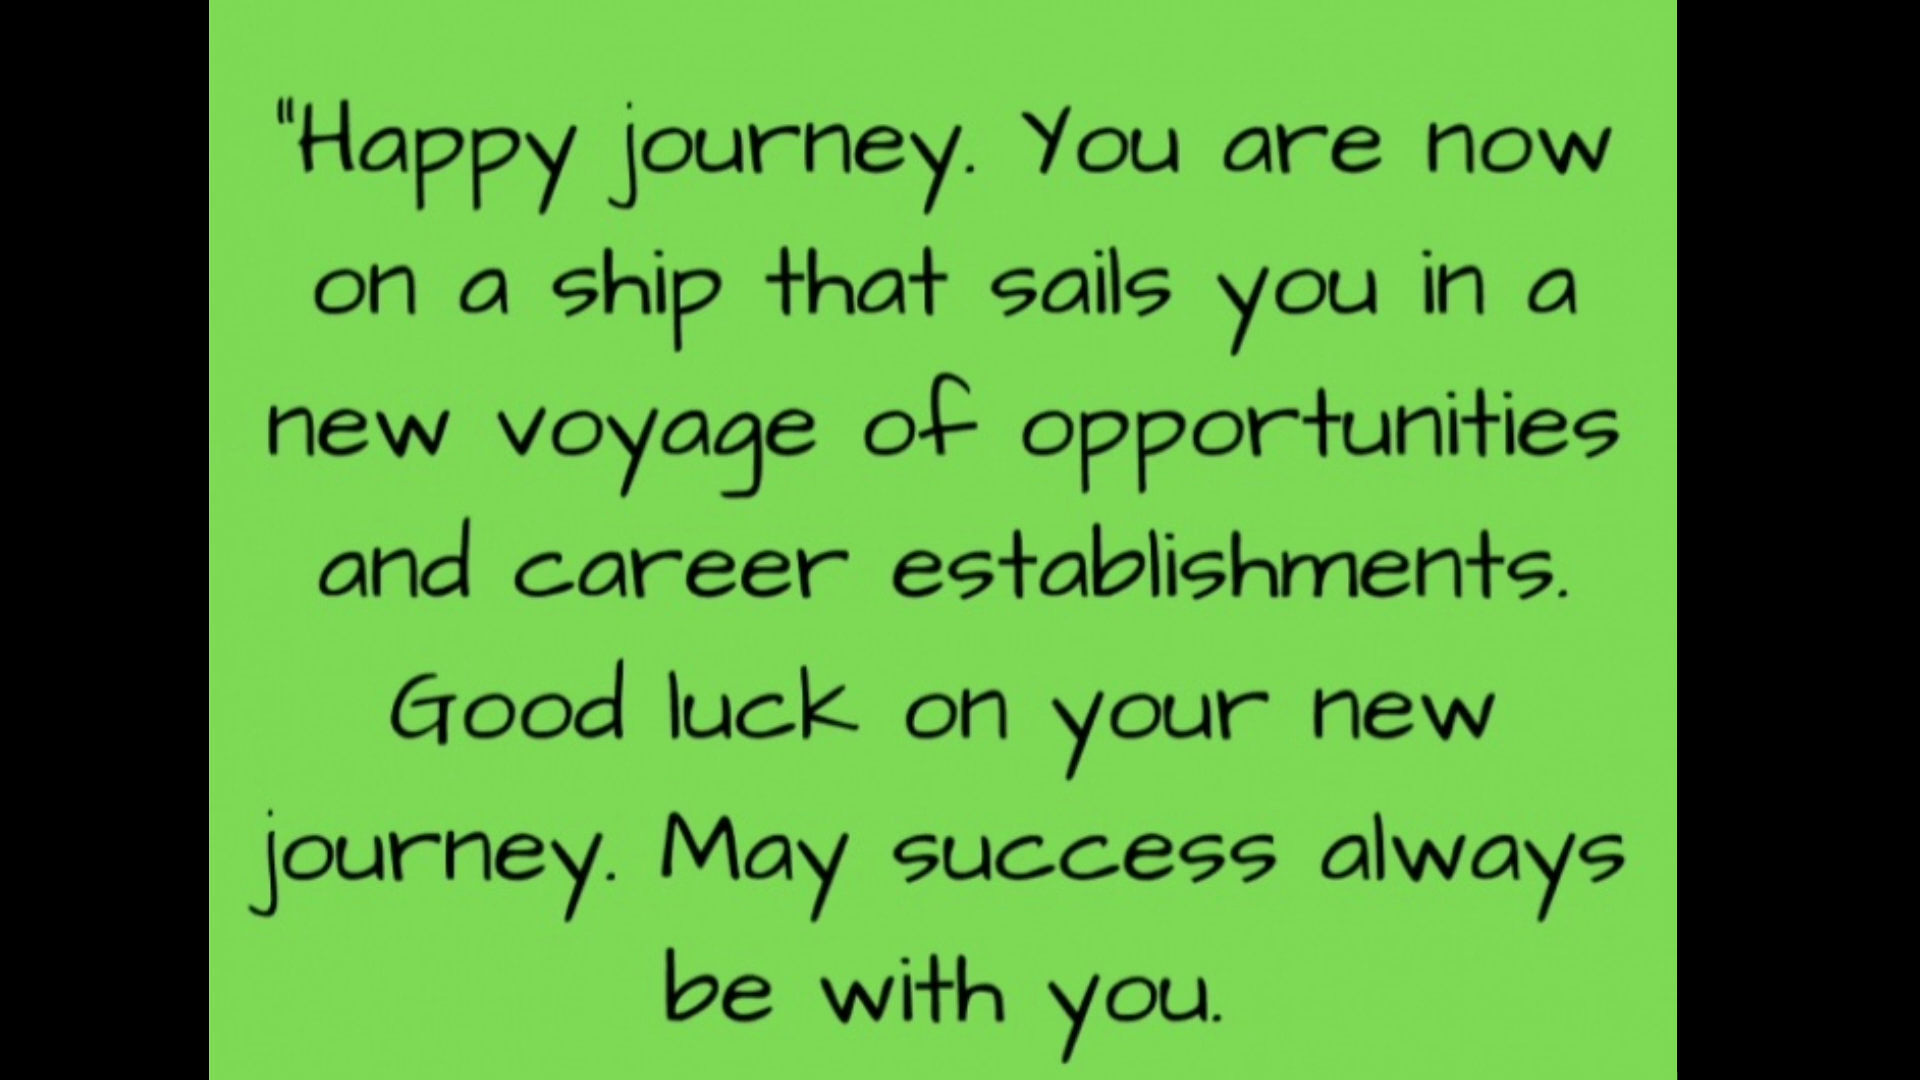 "Happy journey. You are now
on a ship that sails you in a
new voyage of opportunities
and career establishments.
Good luck on your new
journey. May success always
be with you.